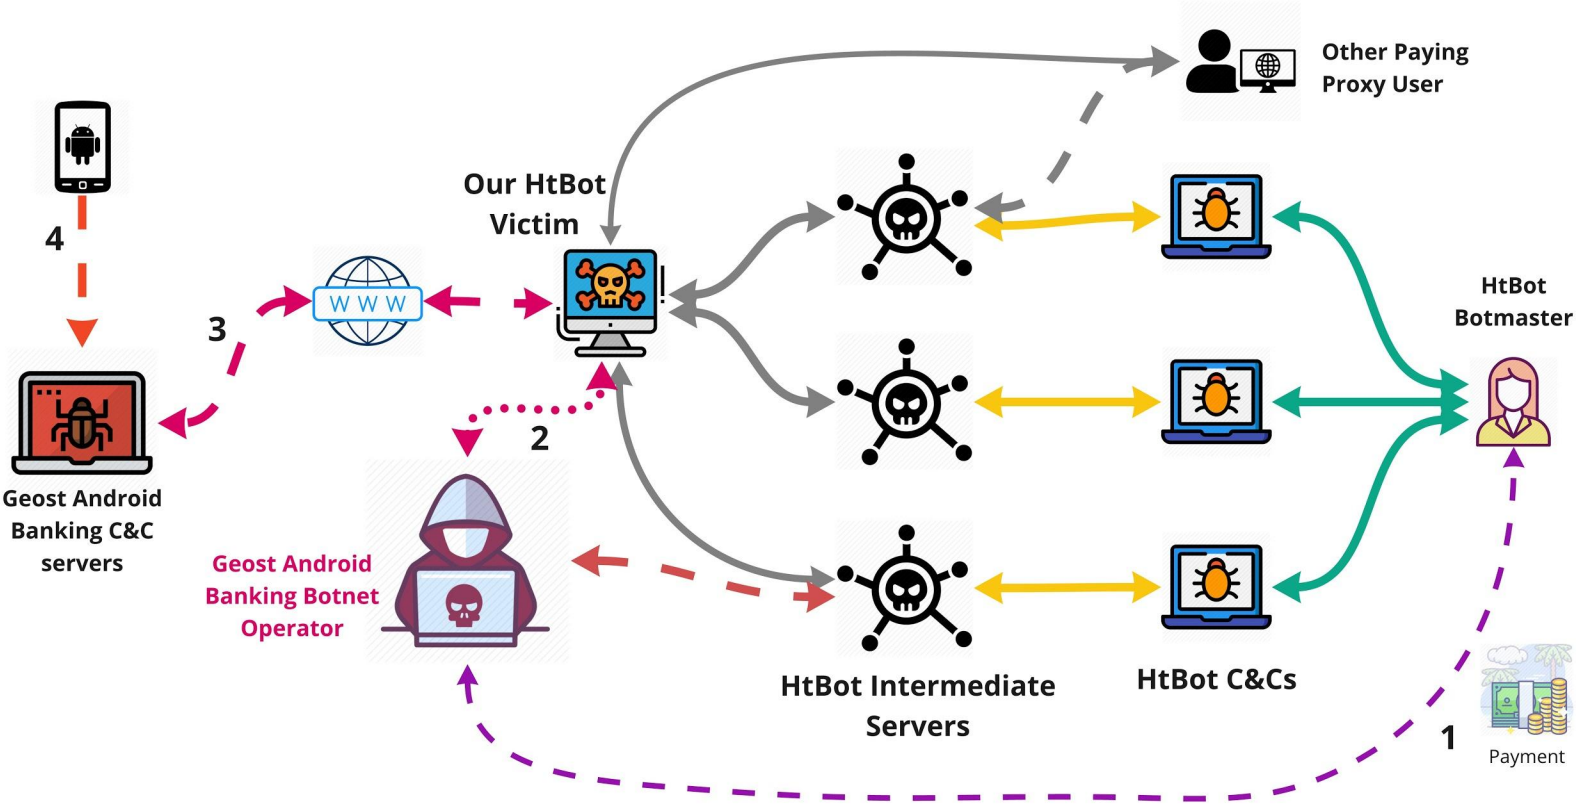 Other Paying
Proxy User
Our HtBot
Victim
4
3
WWW
HtBot
Botmaster
2
Geost Android
Banking C&C
servers
Geost Android
Banking Botnet
Operator
HtBot Intermediate
Servers
HtBot C&Cs
1
Payment